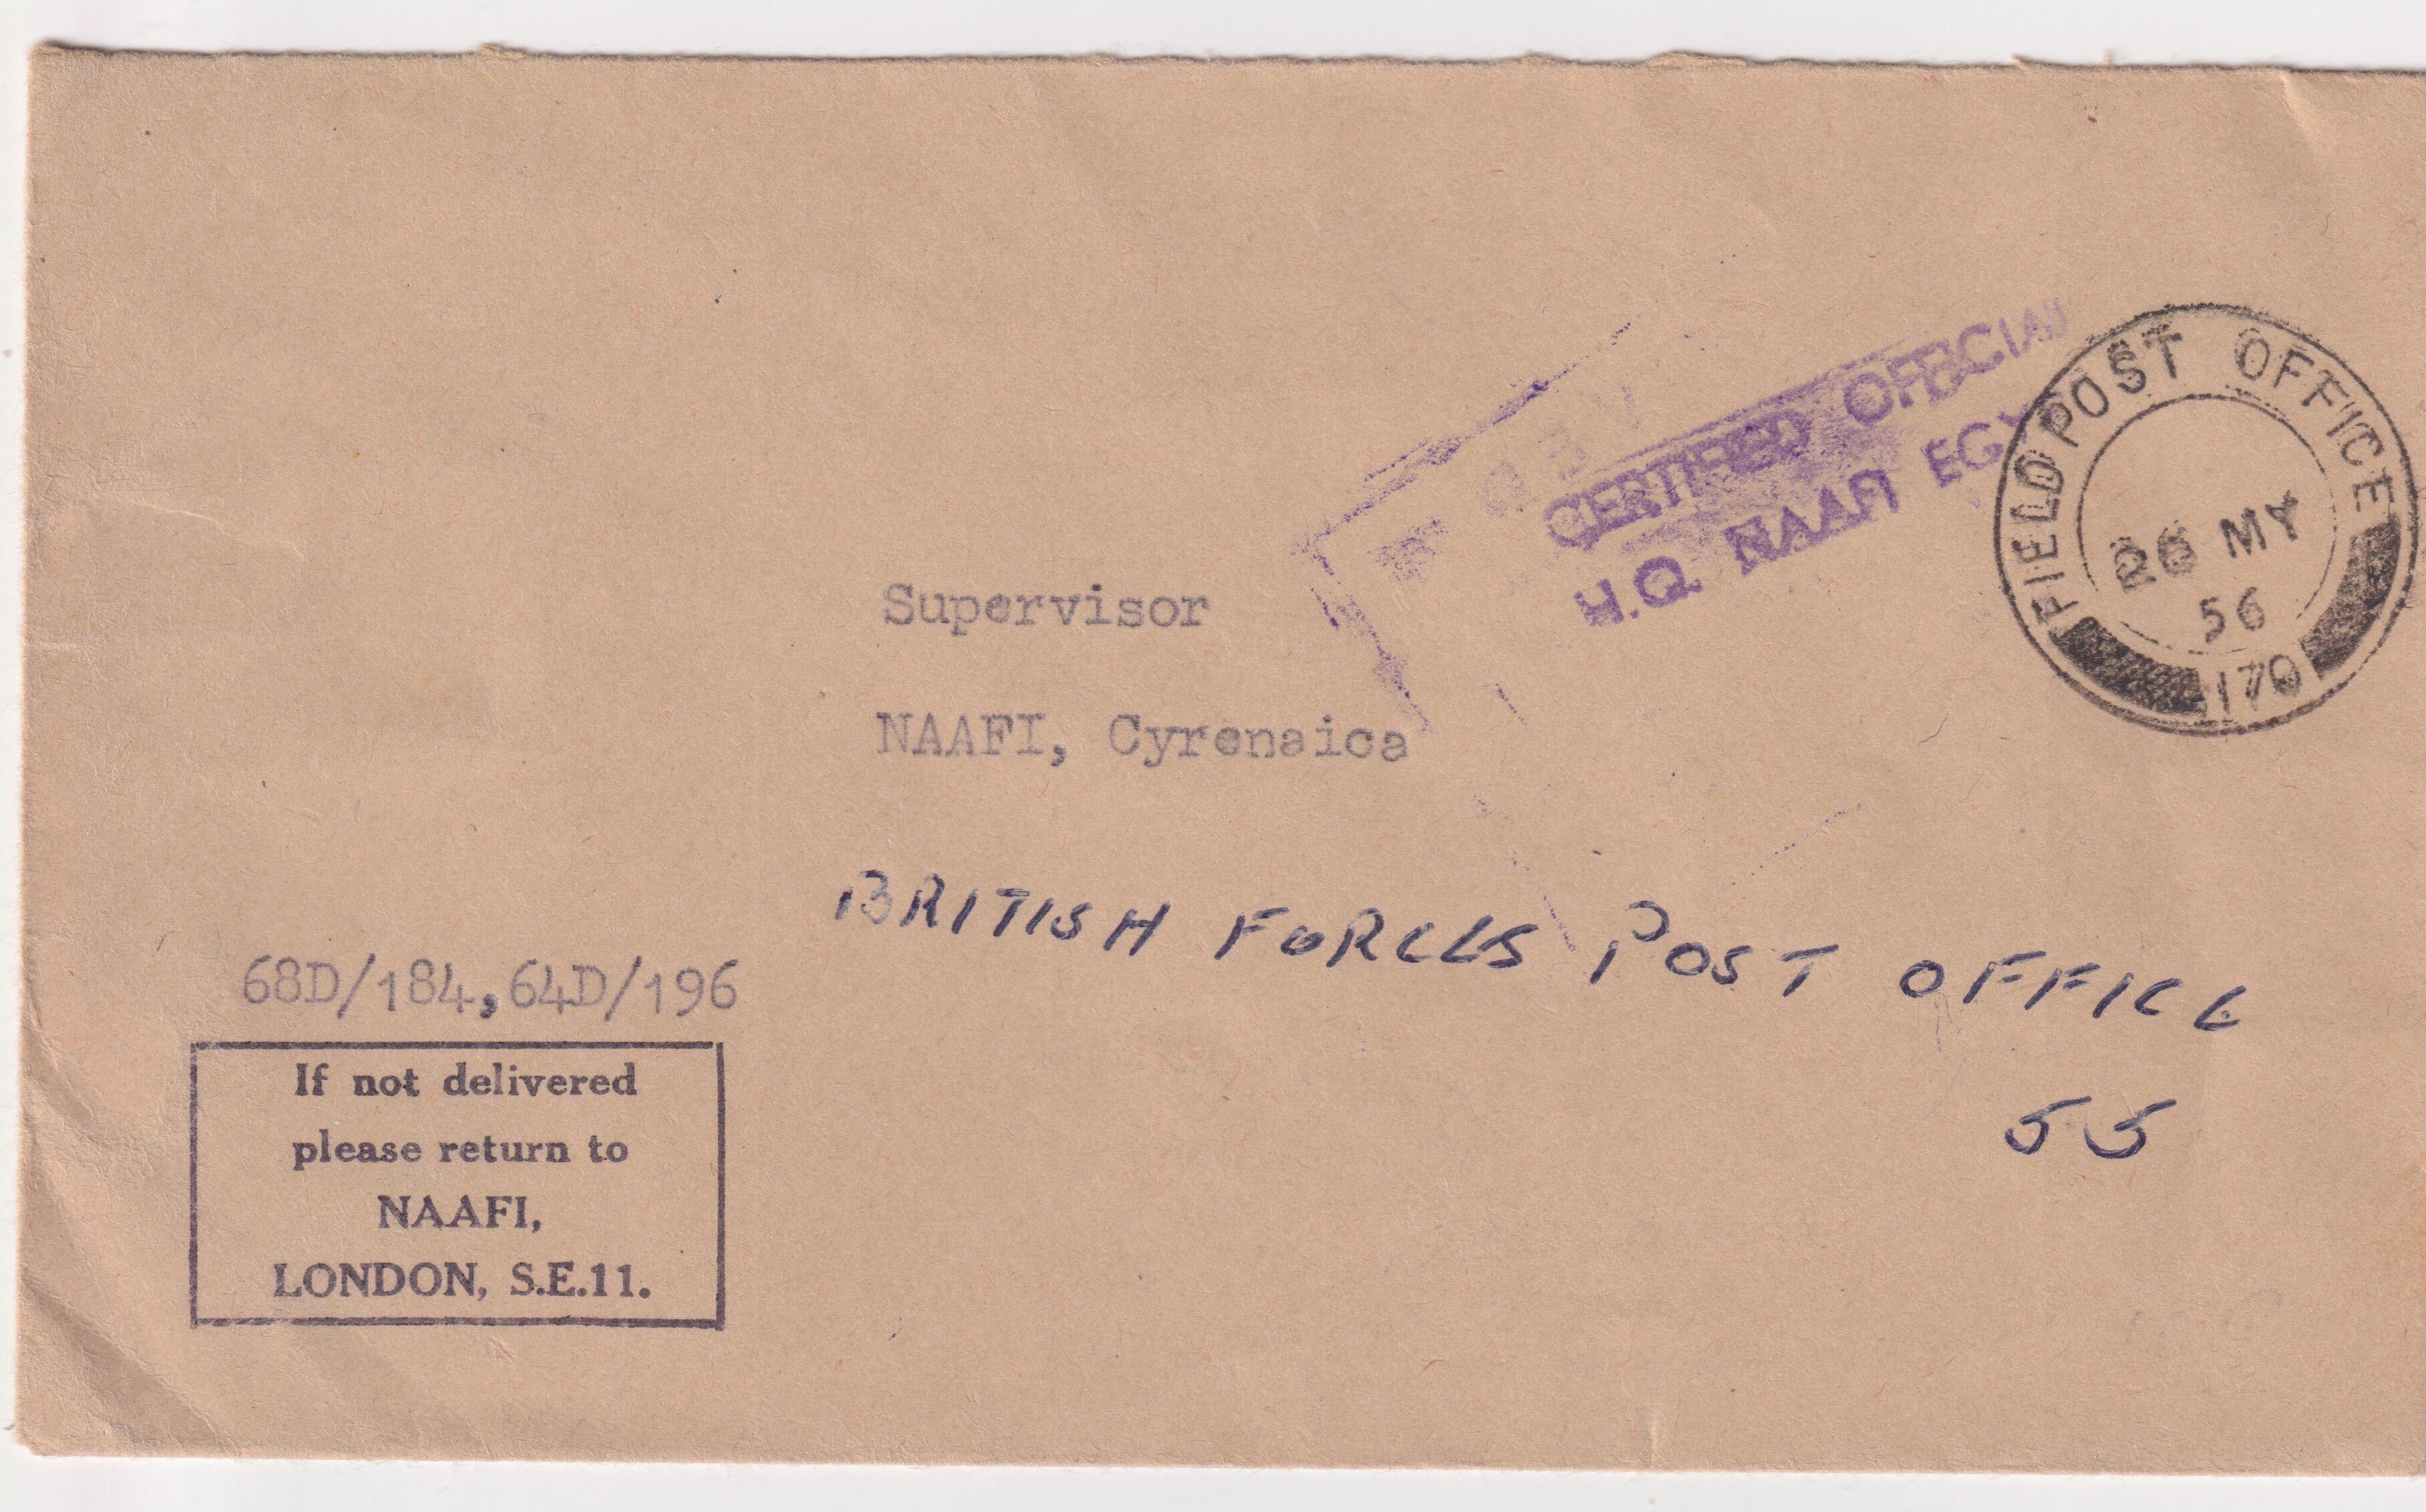 CERTIFIED OFFICIAL
H.Q. NAAFI
FIELD POST OFFICE
26 MY
56
170
Supervisor
NAAFI, Cyrenaica
BRITISH FORCES POST OFFICE
55
68D/184,64D/196
If not delivered
please return to
NAAFI,
LONDON, S.E.11.